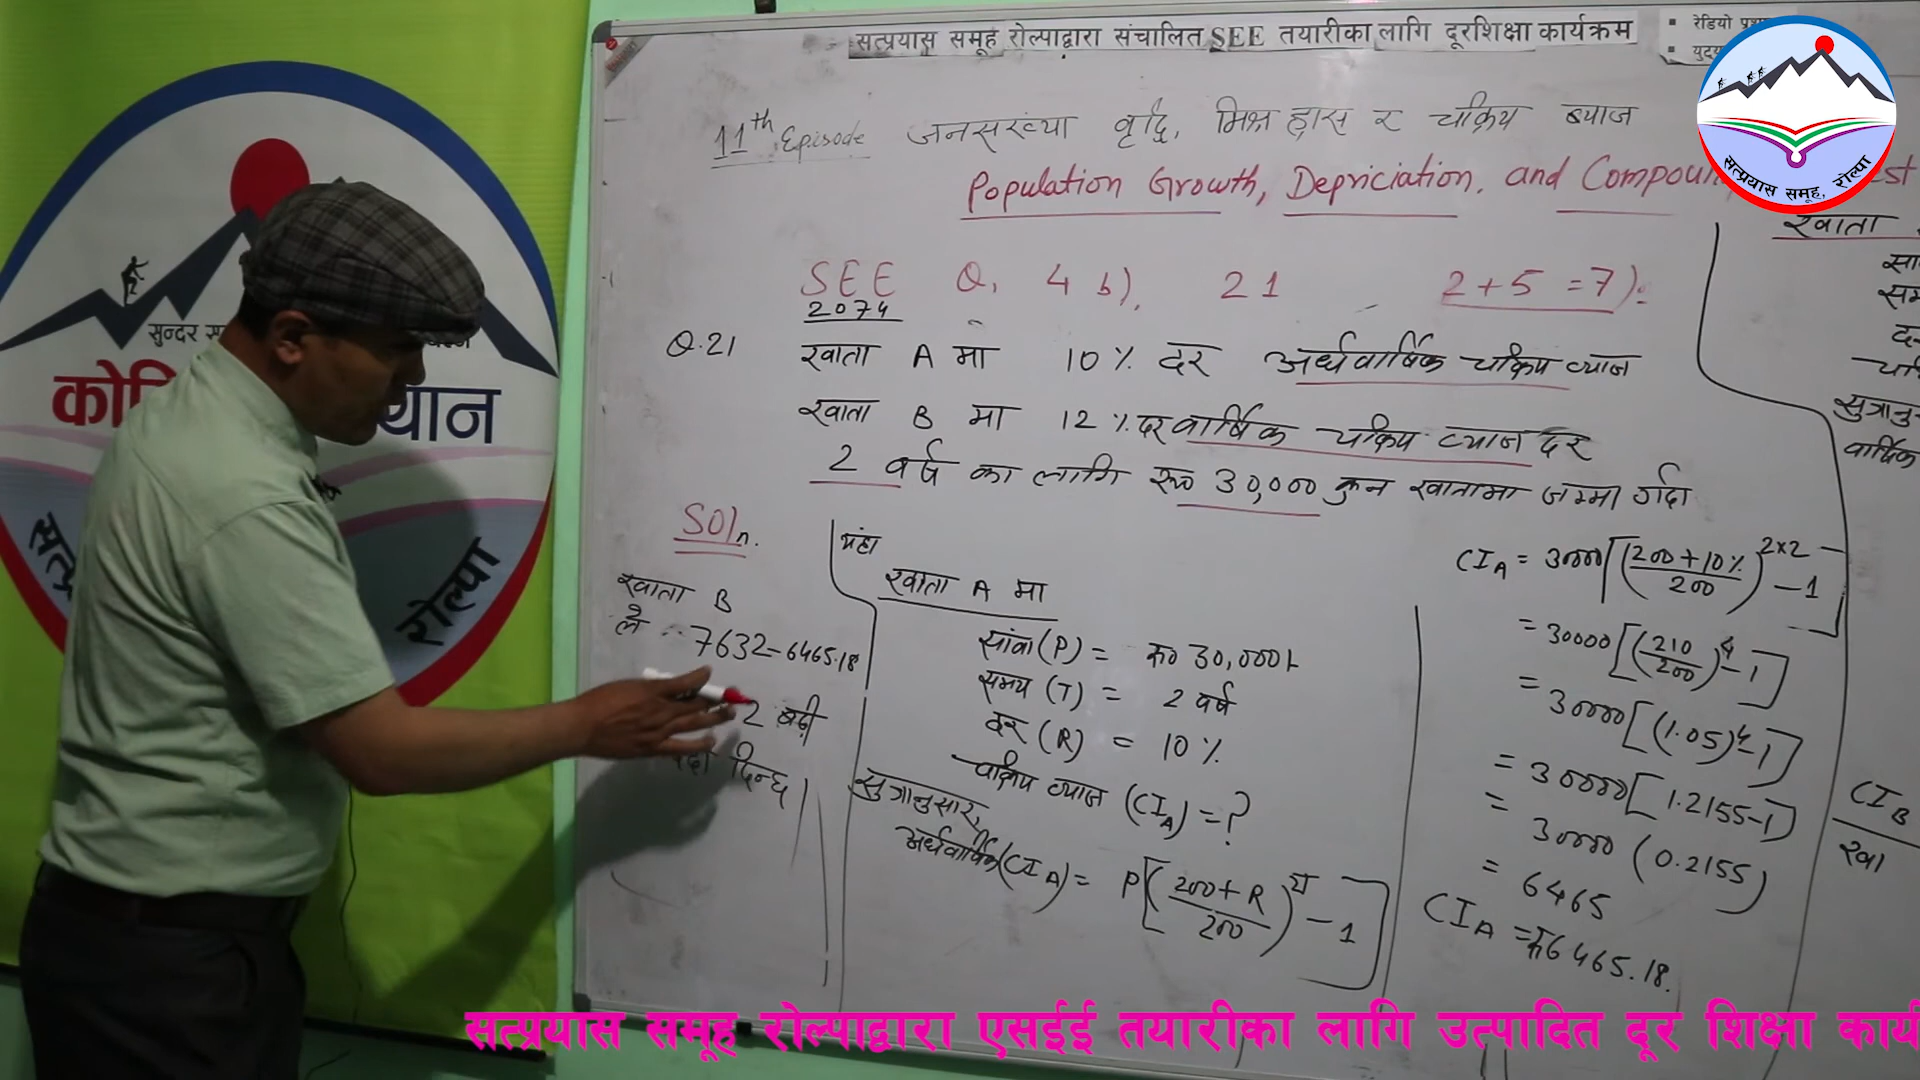 सत्प्रयास समूह रोल्पाद्वारा संचालित SEE तयारीका लागि दूरशिक्षा कार्यक्रम
रेडियो
सत्प्रयास समूह, रोल्पा
11th Episode जनसंख्या वृद्धि, मिश्र ह्रास र चक्रिय ब्याज
Population Growth, Depriciation, and Compoun
SEE Q. 4 b), 21 2+5 =7):
2074
Q.21 खाता A मा 10% दर अर्धवार्षिक चक्रिय ब्याज
खाता B मा 12% दर वार्षिक चक्रिय ब्याज दर
2 वर्ष का लागि रू 30,000 कुन खातामा जम्मा गर्दा
Soln.
खाता B
ले 7632-6465.18
2 बढी
दिन्छ।
यहा
खाता A मा
सांवा (P) = रू 30,000/-
समय (T) = 2 वर्ष
दर (R) = 10%
चक्रिय ब्याज (CIA) = ?
सुत्रानुसार,
अर्धवार्षिक (CIA) = P[(200+R/200)^2T - 1]
CIA = 30000[(200+10%/200)^2×2 - 1]
= 30000[(210/200)^4 - 1]
= 30000[(1.05)^4 - 1]
= 30000[1.2155-1]
= 30000 (0.2155)
= 6465
CIA = रू 6465.18.
खाता
वार्षिक
CIB
सुन्दर
रोल्पा
सत्प्रयास समूह रोल्पाद्वारा एसईई तयारीका लागि उत्पादित दूर शिक्षा कार्य